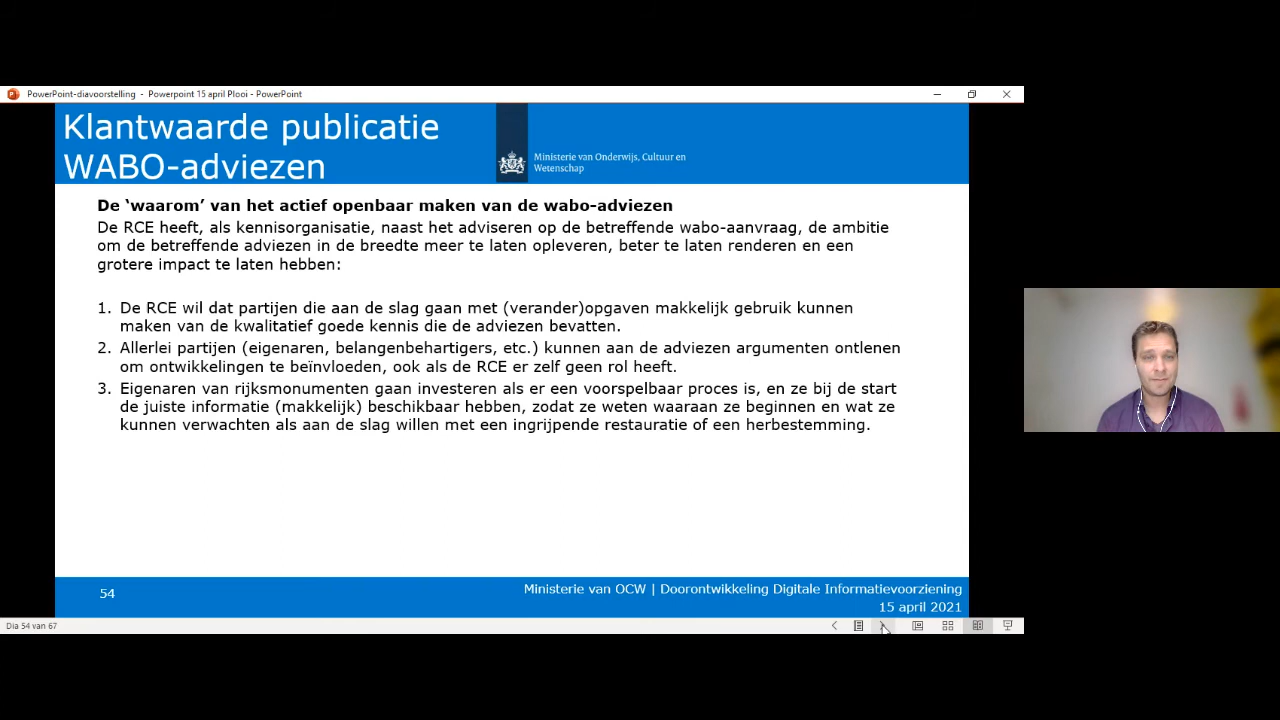 PowerPoint-diavoorstelling - Powerpoint 15 april Plooi - PowerPoint
Klantwaarde publicatie
WABO-adviezen
Ministerie van Onderwijs, Cultuur en
Wetenschap
De ‘waarom’ van het actief openbaar maken van de wabo-adviezen
De RCE heeft, als kennisorganisatie, naast het adviseren op de betreffende wabo-aanvraag, de ambitie
om de betreffende adviezen in de breedte meer te laten opleveren, beter te laten renderen en een
grotere impact te laten hebben:
1. De RCE wil dat partijen die aan de slag gaan met (verander)opgaven makkelijk gebruik kunnen
maken van de kwalitatief goede kennis die de adviezen bevatten.
2. Allerlei partijen (eigenaren, belangenbehartigers, etc.) kunnen aan de adviezen argumenten ontlenen
om ontwikkelingen te beïnvloeden, ook als de RCE er zelf geen rol heeft.
3. Eigenaren van rijksmonumenten gaan investeren als er een voorspelbaar proces is, en ze bij de start
de juiste informatie (makkelijk) beschikbaar hebben, zodat ze weten waaraan ze beginnen en wat ze
kunnen verwachten als aan de slag willen met een ingrijpende restauratie of een herbestemming.
54
Ministerie van OCW | Doorontwikkeling Digitale Informatievoorziening
15 april 2021
Dia 54 van 67